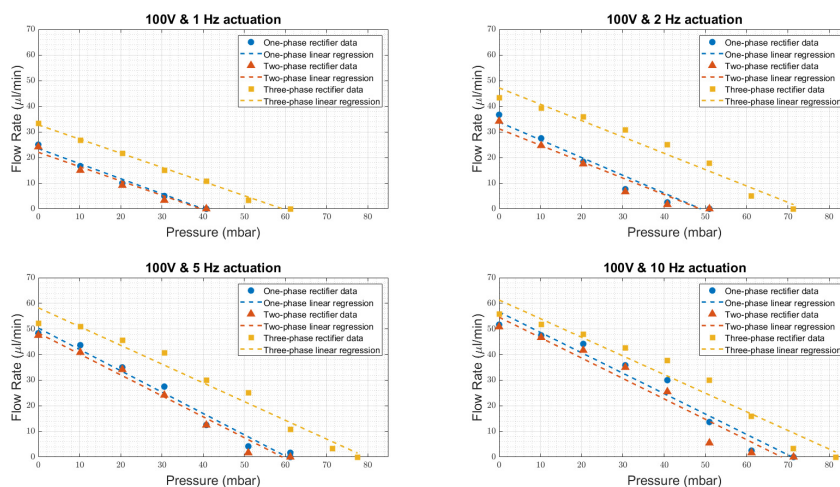 100V & 1 Hz actuation
Flow Rate (μl/min)
70
60
50
40
30
20
10
0
One-phase rectifier data
One-phase linear regression
Two-phase rectifier data
Two-phase linear regression
Three-phase rectifier data
Three-phase linear regression
0 10 20 30 40 50 60 70 80
Pressure (mbar)
100V & 2 Hz actuation
Flow Rate (μl/min)
70
60
50
40
30
20
10
0
One-phase rectifier data
One-phase linear regression
Two-phase rectifier data
Two-phase linear regression
Three-phase rectifier data
Three-phase linear regression
0 10 20 30 40 50 60 70 80
Pressure (mbar)
100V & 5 Hz actuation
Flow Rate (μl/min)
70
60
50
40
30
20
10
0
One-phase rectifier data
One-phase linear regression
Two-phase rectifier data
Two-phase linear regression
Three-phase rectifier data
Three-phase linear regression
0 10 20 30 40 50 60 70 80
Pressure (mbar)
100V & 10 Hz actuation
Flow Rate (μl/min)
70
60
50
40
30
20
10
0
One-phase rectifier data
One-phase linear regression
Two-phase rectifier data
Two-phase linear regression
Three-phase rectifier data
Three-phase linear regression
0 10 20 30 40 50 60 70 80
Pressure (mbar)